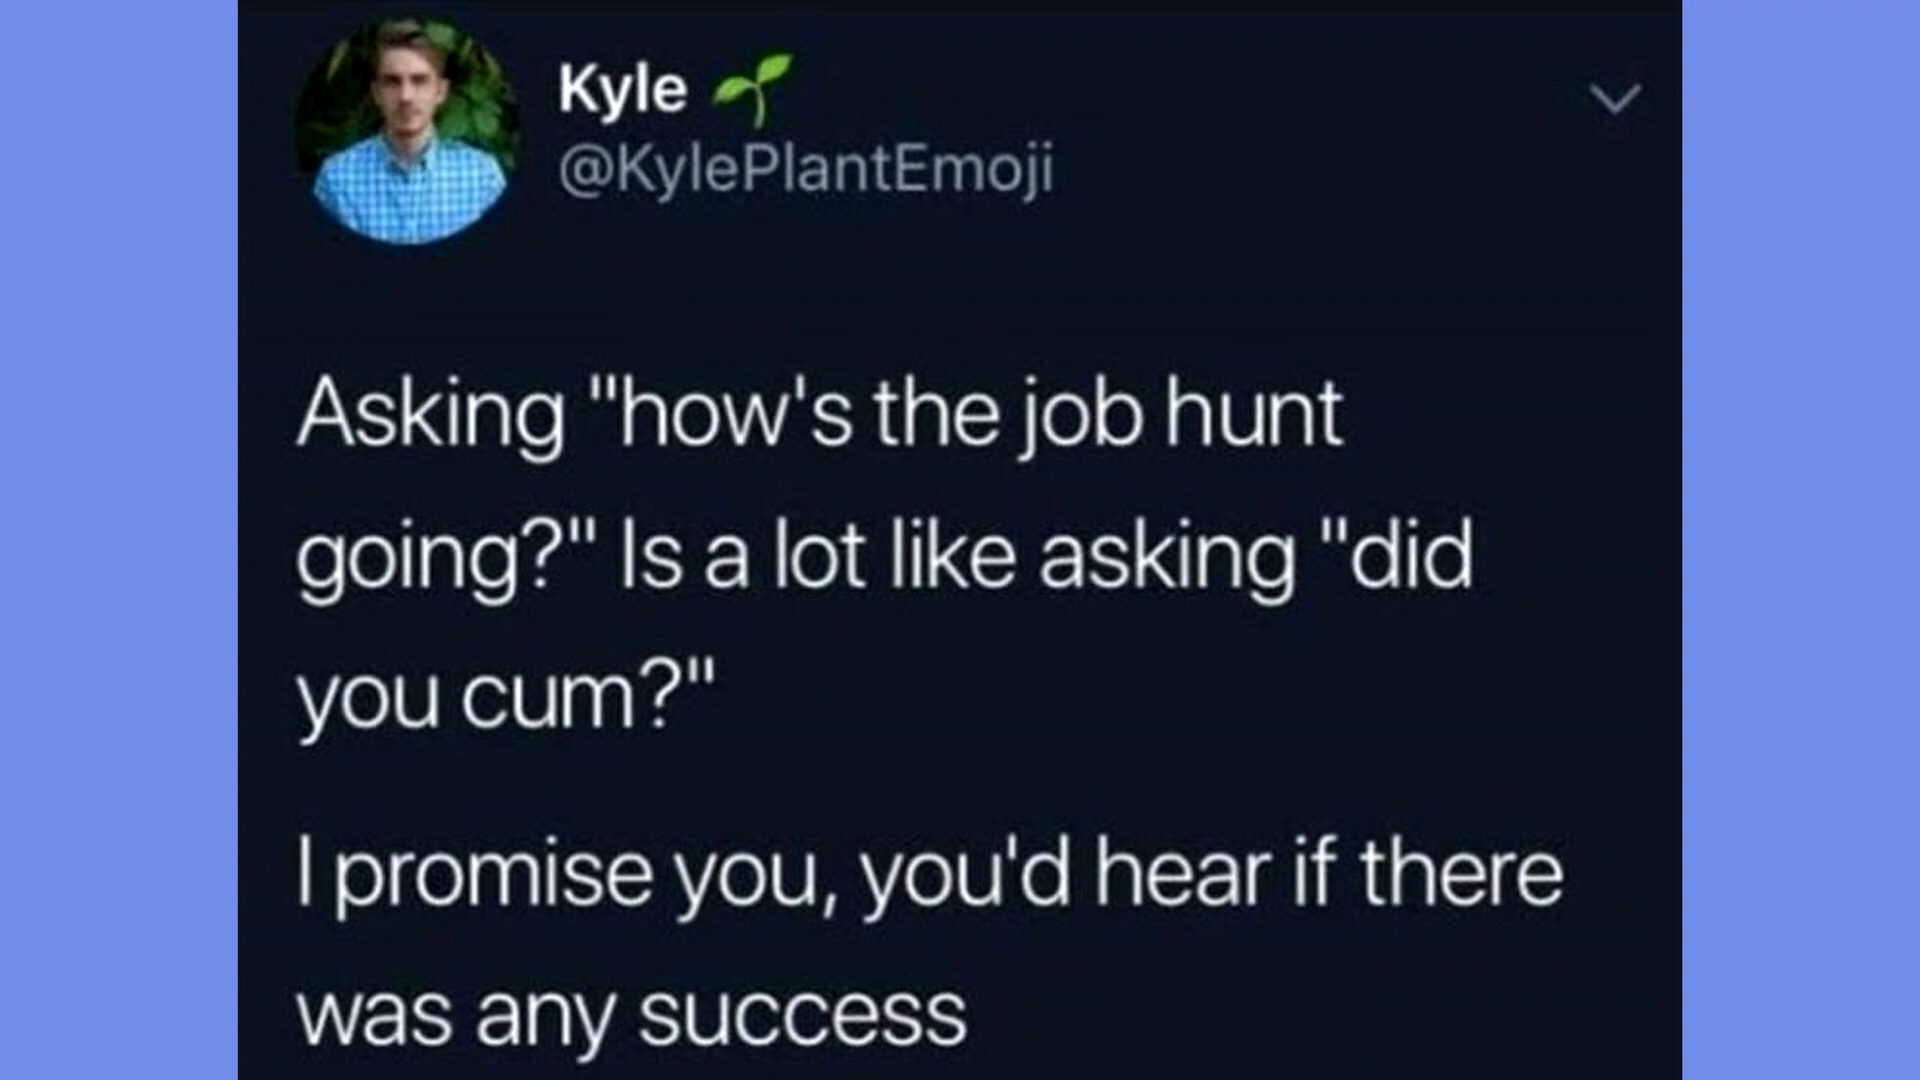 Kyle 🌱
@KylePlantEmoji
Asking "how's the job hunt
going?" Is a lot like asking "did
you cum?"
I promise you, you'd hear if there
was any success